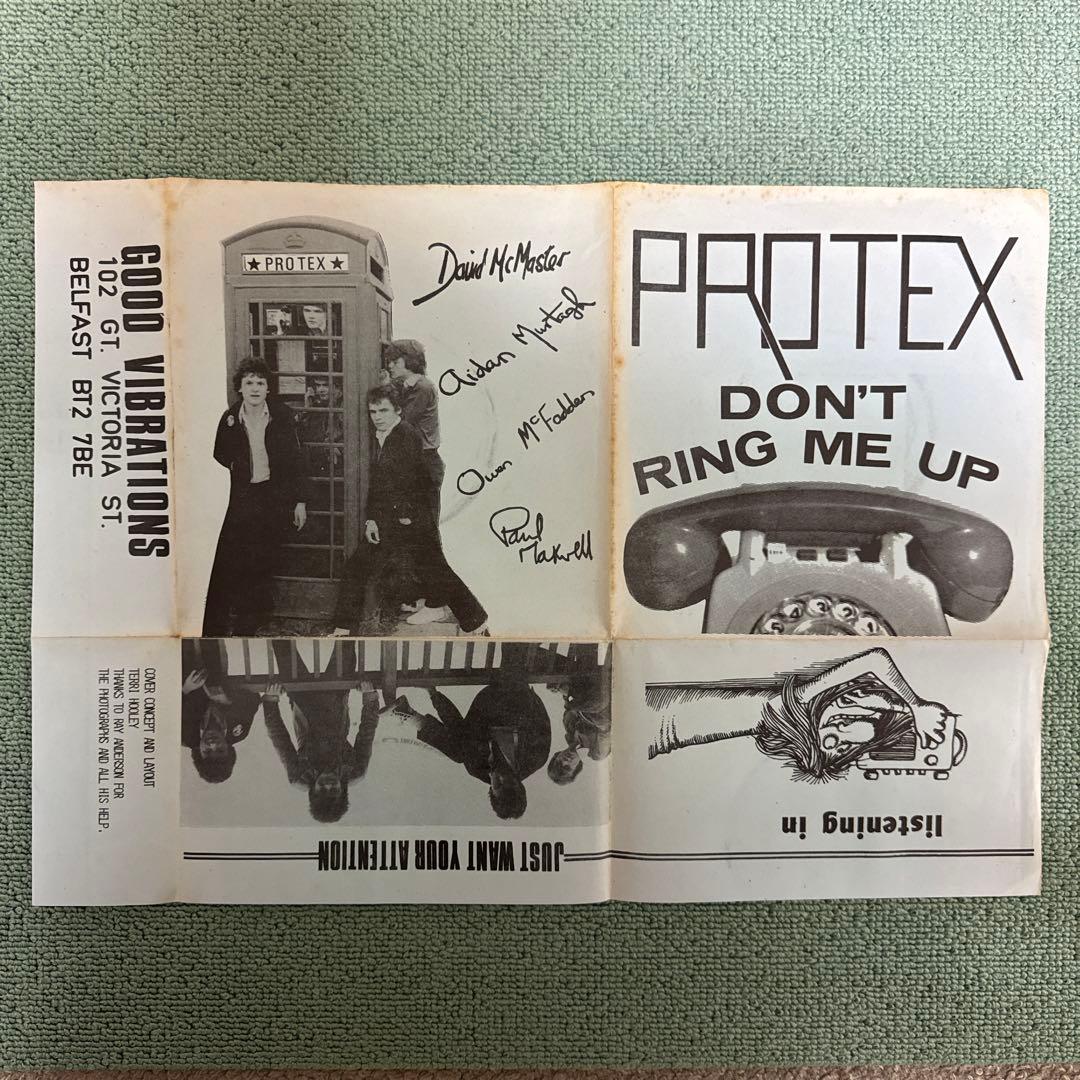 GOOD VIBRATIONS
102 GT. VICTORIA ST.
BELFAST BT2 7BE
★ PROTEX ★
David McMaster
Aidan Murtagh
Owen McFadden
Paul Maxwell
PROTEX
DON'T
RING ME UP
COVER CONCEPT AND LAYOUT
TERRI HOOLEY
THANKS TO RAY ANDERSON FOR
THE PHOTOGRAPHS AND ALL HIS HELP.
JUST WANT YOUR ATTENTION
listening in